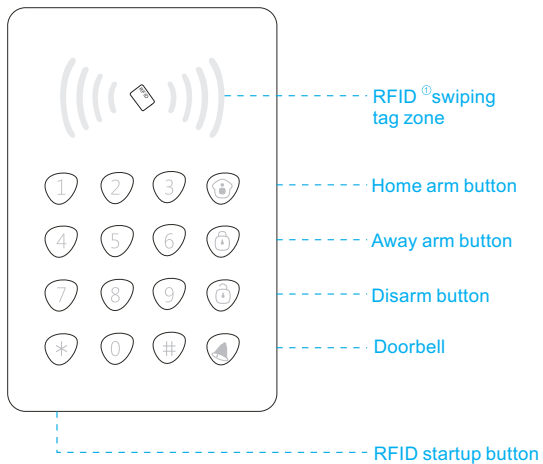 RFID
RFID ①swiping
tag zone
1 2 3
Home arm button
4 5 6
Away arm button
7 8 9
Disarm button
* 0 #
Doorbell
RFID startup button